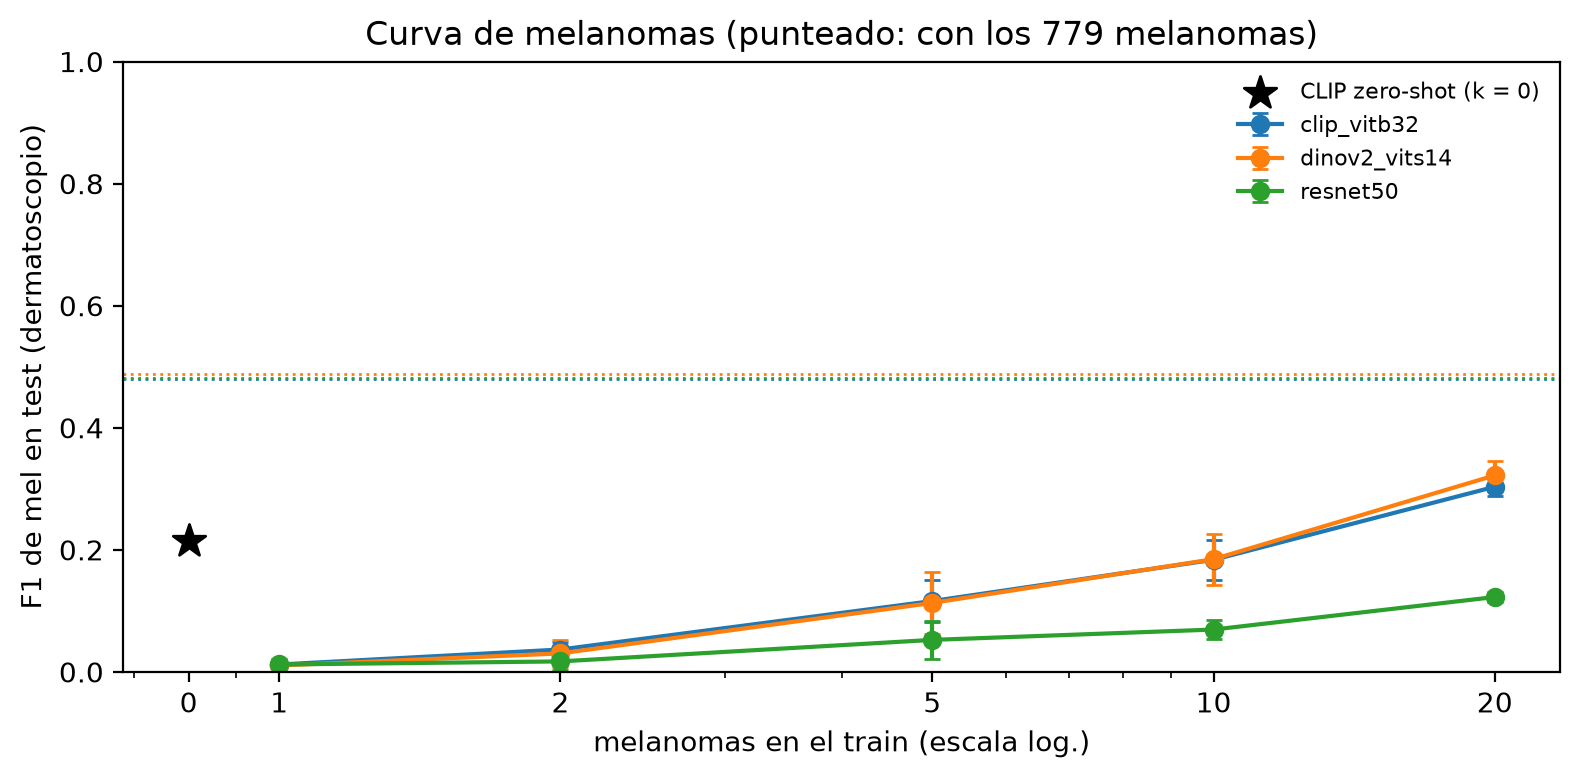 Curva de melanomas (punteado: con los 779 melanomas)
CLIP zero-shot (k = 0)
clip_vitb32
dinov2_vits14
resnet50
F1 de mel en test (dermatoscopio)
1.0
0.8
0.6
0.4
0.2
0.0
0 1 2 5 10 20
melanomas en el train (escala log.)